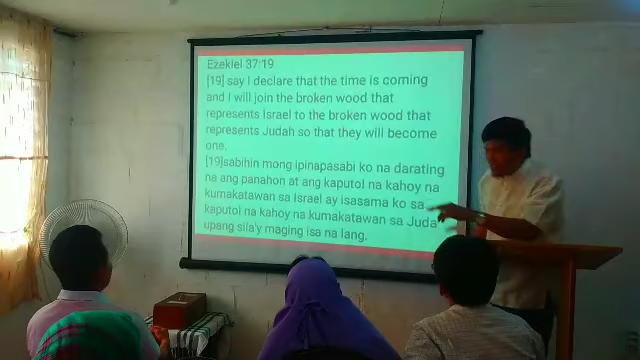 Ezekiel 37:19
[19] say I declare that the time is coming
and I will join the broken wood that
represents Israel to the broken wood that
represents Judah so that they will become
one.
[19]sabihin mong ipinapasabi ko na darating
na ang panahon at ang kaputol na kahoy na
kumakatawan sa Israel ay isasama ko sa
kaputol na kahoy na kumakatawan sa Juda
upang sila'y maging isa na lang.